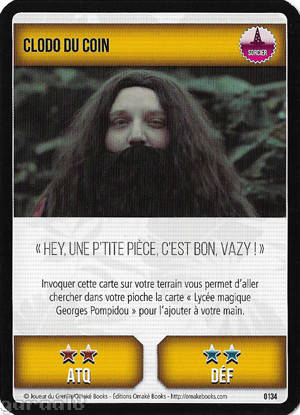 CLODO DU COIN
SORCIER
« HEY, UNE P'TITE PIÈCE, C'EST BON, VAZY ! »
Invoquer cette carte sur votre terrain vous permet d'aller
chercher dans votre pioche la carte « Lycée magique
Georges Pompidou » pour l'ajouter à votre main.
ATQ
DÉF
© Joueur du Grenier/Omaké Books - Éditions Omaké Books - http://omakebooks.com/
0134